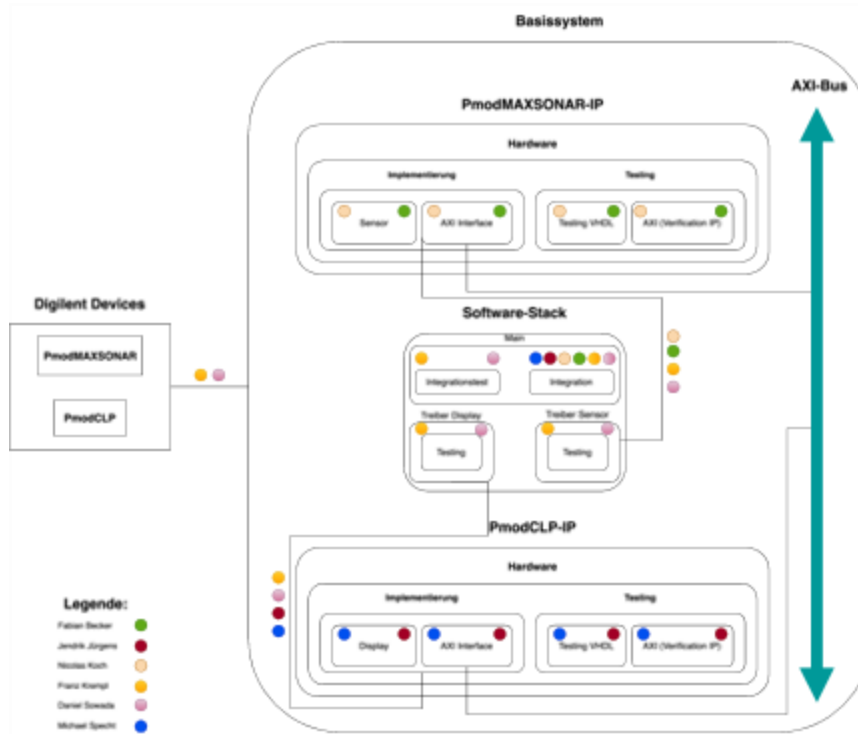 Basissystem
AXI-Bus
PmodMAXSONAR-IP
Hardware
Implementierung
Testing
Sensor
AXI Interface
Testing VHDL
AXI (Verification IP)
Digilent Devices
PmodMAXSONAR
PmodCLP
Software-Stack
Main
Integrationstest
Integration
Treiber Display
Treiber Sensor
Testing
Testing
PmodCLP-IP
Hardware
Implementierung
Testing
Display
AXI Interface
Testing VHDL
AXI (Verification IP)
Legende:
Fabian Becker
Jendrik Jürgens
Nicolas Koch
Franz Krempl
Daniel Sowada
Michael Specht